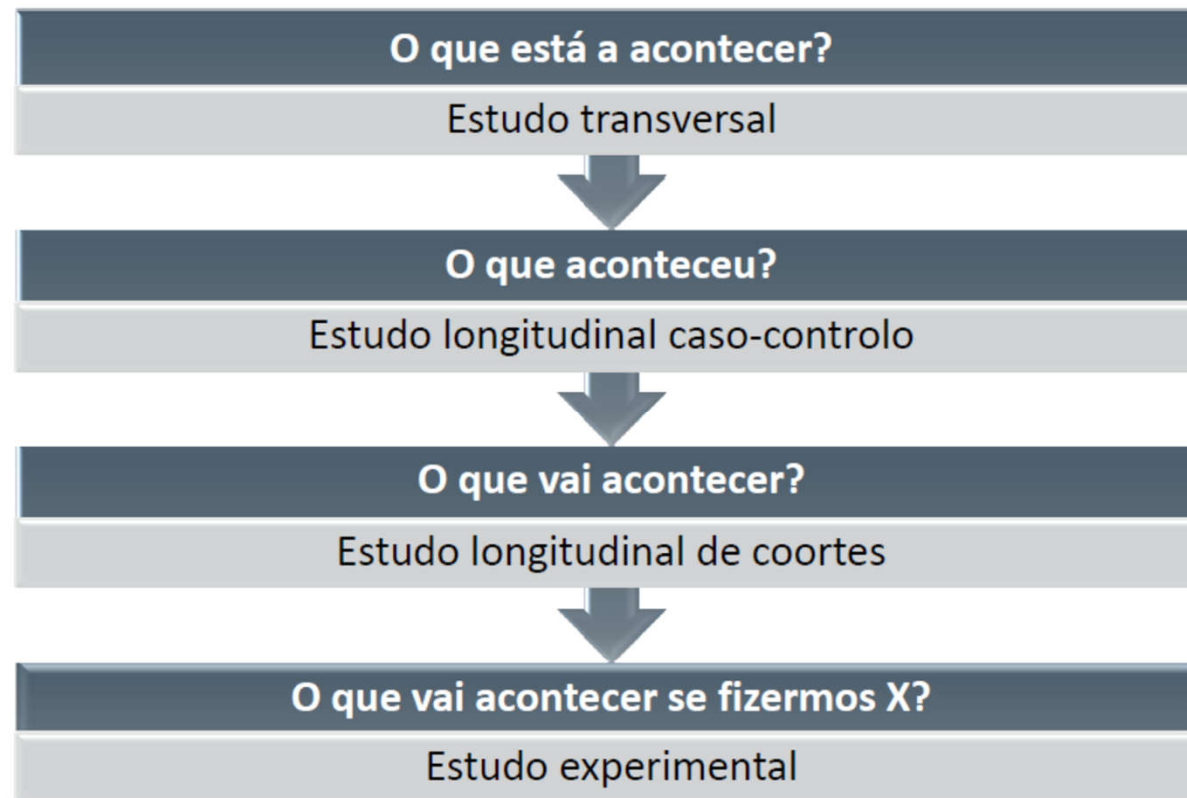 O que está a acontecer?
Estudo transversal
O que aconteceu?
Estudo longitudinal caso-controlo
O que vai acontecer?
Estudo longitudinal de coortes
O que vai acontecer se fizermos X?
Estudo experimental